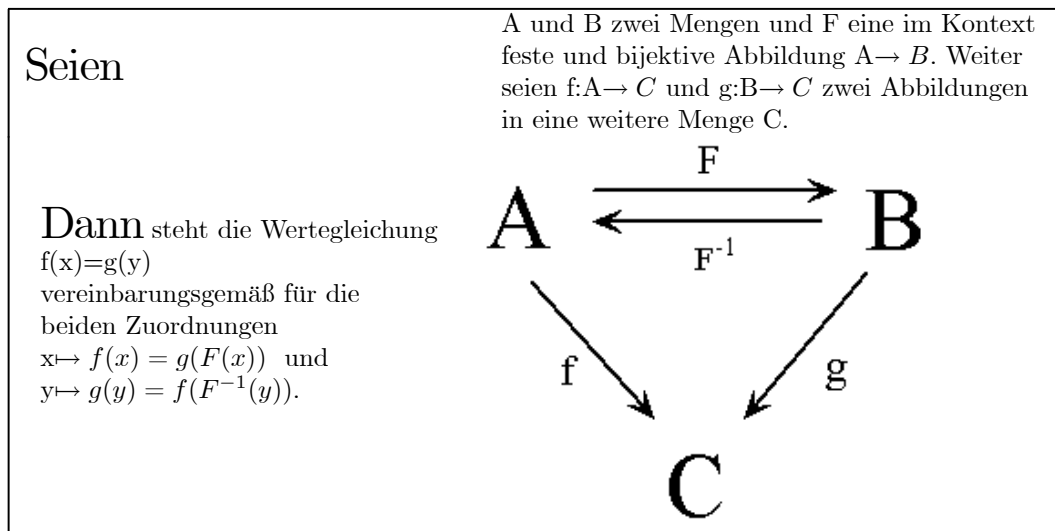 Seien
A und B zwei Mengen und F eine im Kontext
feste und bijektive Abbildung A→ B. Weiter
seien f:A→ C und g:B→ C zwei Abbildungen
in eine weitere Menge C.
Dann steht die Wertegleichung
f(x)=g(y)
vereinbarungsgemäß für die
beiden Zuordnungen
x↦ f(x) = g(F(x)) und
y↦ g(y) = f(F⁻¹(y)).
F
A B
F⁻¹
f g
C